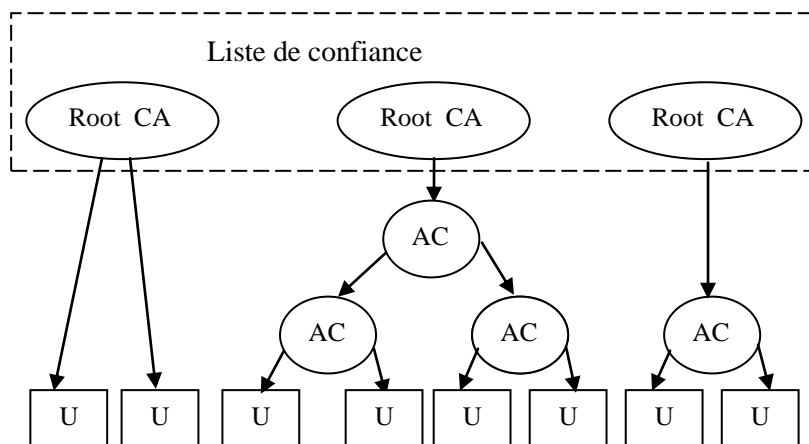 Liste de confiance
Root CA Root CA Root CA
AC
AC AC AC
U U U U U U U U